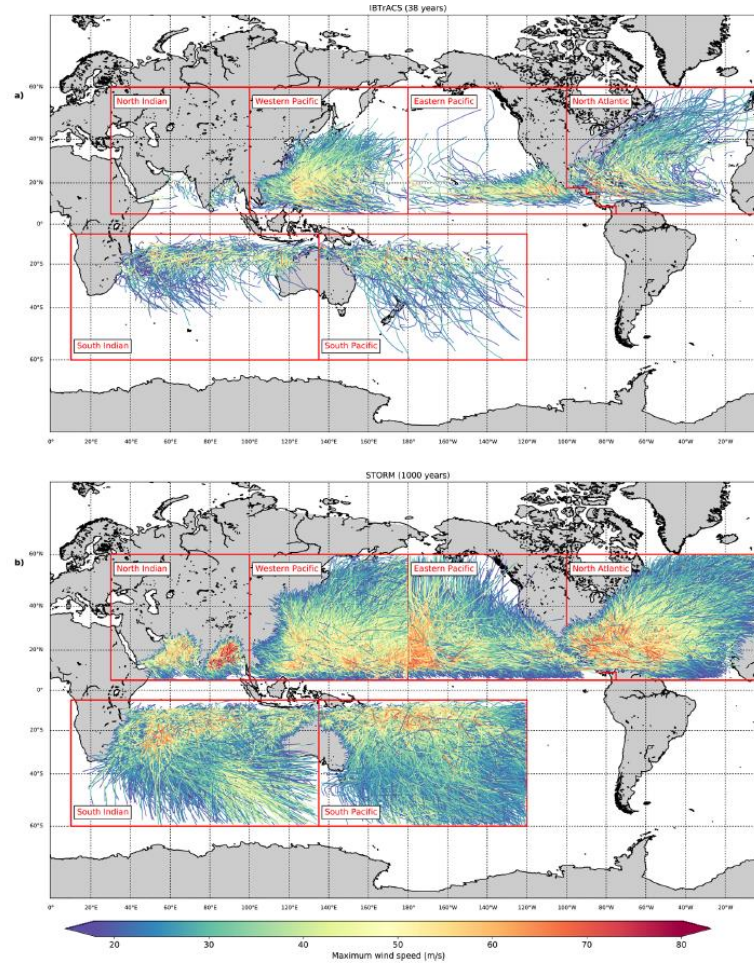 IBTrACS (38 years)
a)
60°N
40°N
20°N
0°
20°S
40°S
60°S
North Indian
Western Pacific
Eastern Pacific
North Atlantic
South Indian
South Pacific
0° 20°E 40°E 60°E 80°E 100°E 120°E 140°E 160°E 180° 160°W 140°W 120°W 100°W 80°W 60°W 40°W 20°W
STORM (1000 years)
b)
60°N
40°N
20°N
0°
20°S
40°S
60°S
North Indian
Western Pacific
Eastern Pacific
North Atlantic
South Indian
South Pacific
0° 20°E 40°E 60°E 80°E 100°E 120°E 140°E 160°E 180° 160°W 140°W 120°W 100°W 80°W 60°W 40°W 20°W
20 30 40 50 60 70 80
Maximum wind speed (m/s)